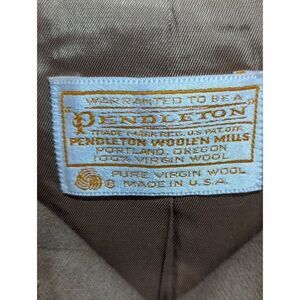 WARRANTED TO BE A
PENDLETON
TRADE MARK REG. U.S. PAT. OFF.
PENDLETON WOOLEN MILLS
PORTLAND, OREGON
100% VIRGIN WOOL
PURE VIRGIN WOOL
® MADE IN U.S.A.